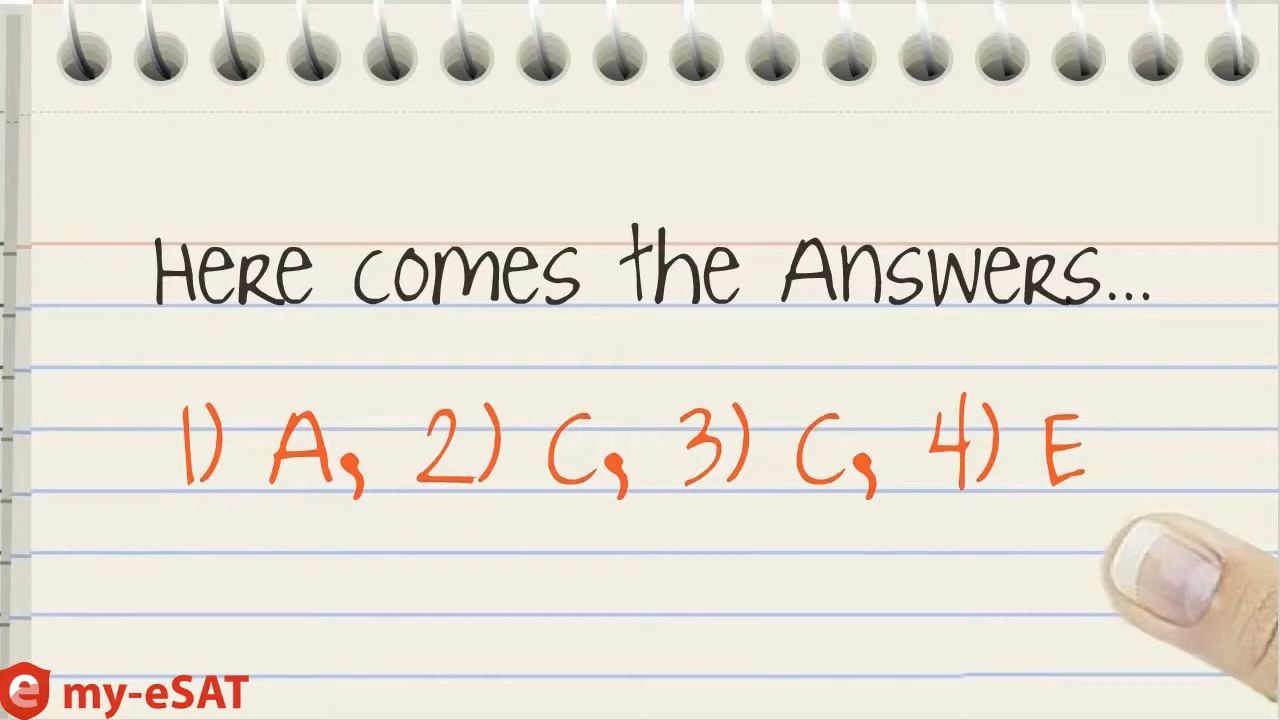 Here comes the Answers...
1) A, 2) C, 3) C, 4) E
e my-eSAT